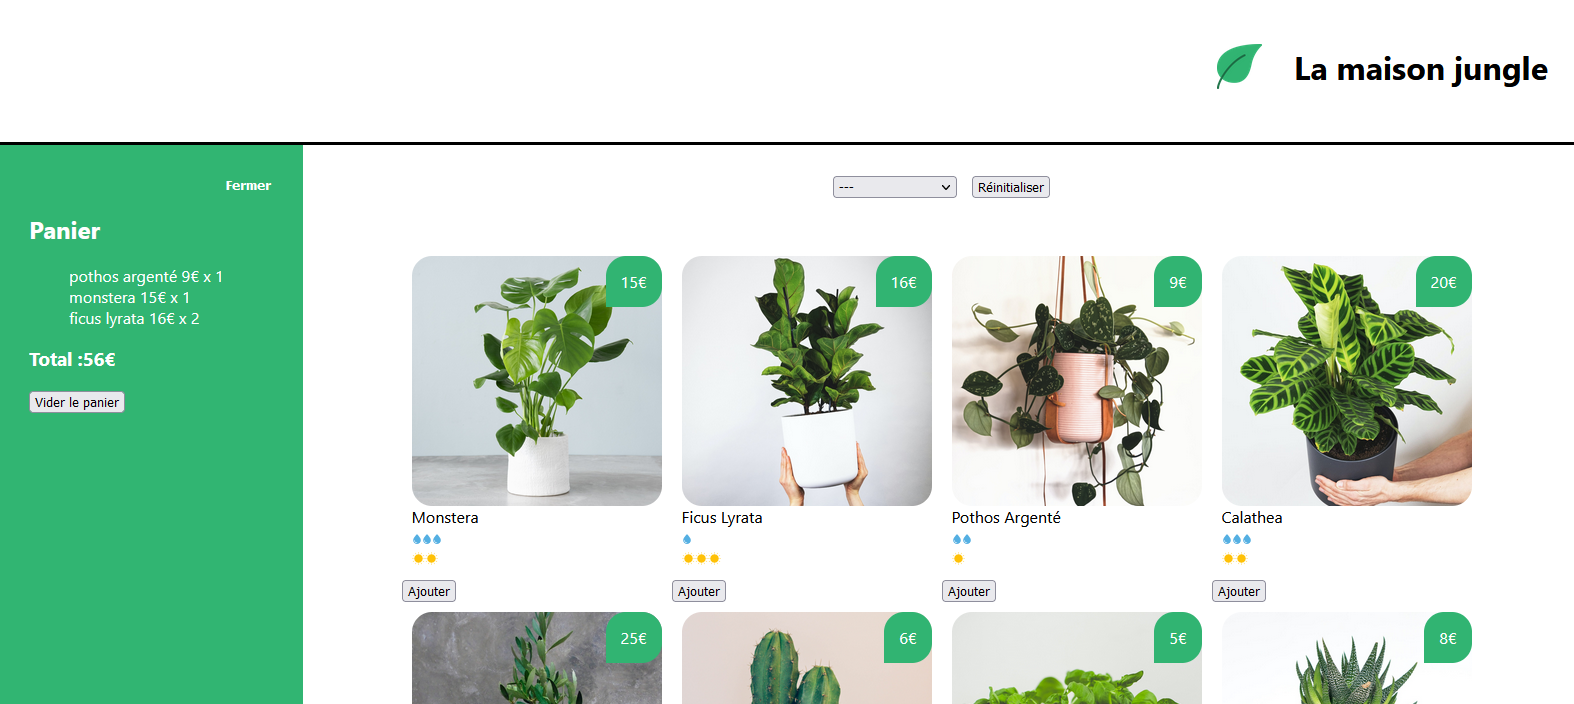 La maison jungle
Fermer
Panier
pothos argenté 9€ x 1
monstera 15€ x 1
ficus lyrata 16€ x 2
Total :56€
Vider le panier
---
Réinitialiser
15€
16€
9€
20€
Monstera
Ficus Lyrata
Pothos Argenté
Calathea
Ajouter
Ajouter
Ajouter
Ajouter
25€
6€
5€
8€